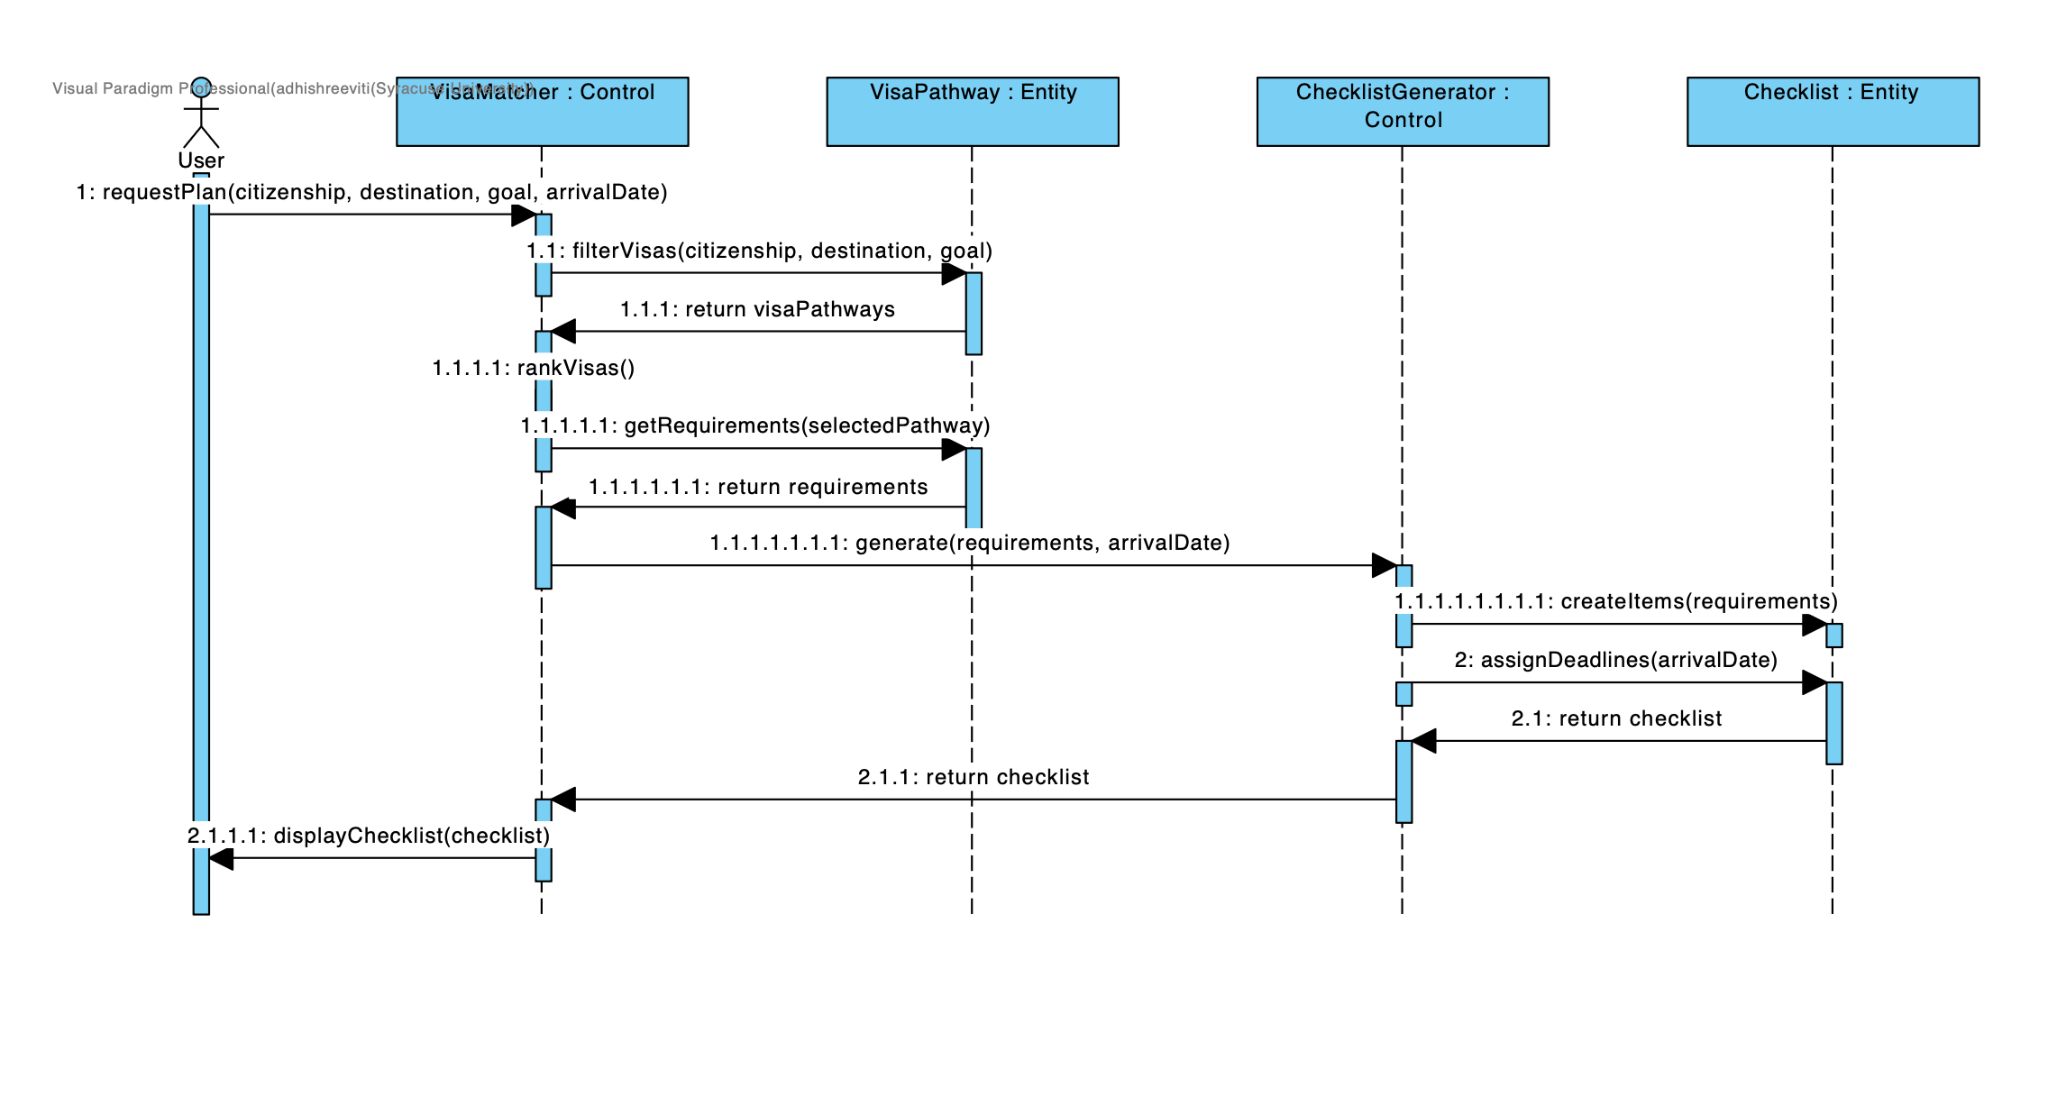 Visual Paradigm Professional(adhishreeviti(Syracuse University))
VisaMatcher : Control
VisaPathway : Entity
ChecklistGenerator :
Control
Checklist : Entity
User
1: requestPlan(citizenship, destination, goal, arrivalDate)
1.1: filterVisas(citizenship, destination, goal)
1.1.1: return visaPathways
1.1.1.1: rankVisas()
1.1.1.1.1: getRequirements(selectedPathway)
1.1.1.1.1.1: return requirements
1.1.1.1.1.1.1: generate(requirements, arrivalDate)
1.1.1.1.1.1.1.1: createItems(requirements)
2: assignDeadlines(arrivalDate)
2.1: return checklist
2.1.1: return checklist
2.1.1.1: displayChecklist(checklist)